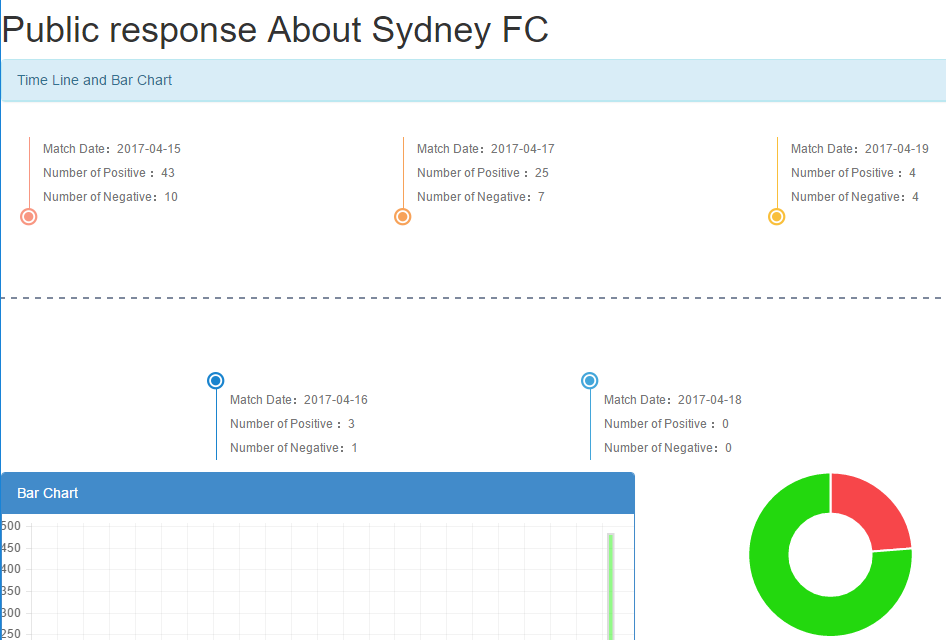 Public response About Sydney FC
Time Line and Bar Chart
Match Date：2017-04-15
Number of Positive ：43
Number of Negative：10
Match Date：2017-04-17
Number of Positive ：25
Number of Negative：7
Match Date：2017-04-19
Number of Positive ：4
Number of Negative：4
Match Date：2017-04-16
Number of Positive ：3
Number of Negative：1
Match Date：2017-04-18
Number of Positive ：0
Number of Negative：0
Bar Chart
500
450
400
350
300
250